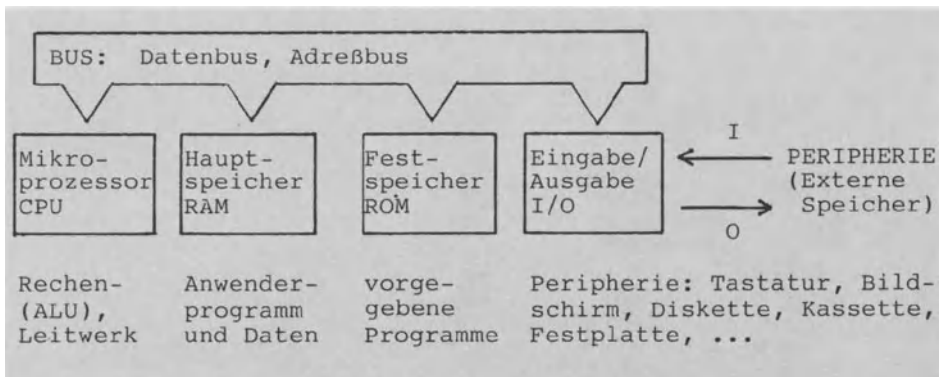 BUS: Datenbus, Adreßbus
Mikro-
prozessor
CPU
Haupt-
speicher
RAM
Fest-
speicher
ROM
Eingabe/
Ausgabe
I/O
I
O
PERIPHERIE
(Externe
Speicher)
Rechen-
(ALU),
Leitwerk
Anwender-
programm
und Daten
vorge-
gebene
Programme
Peripherie: Tastatur, Bild-
schirm, Diskette, Kassette,
Festplatte, ...